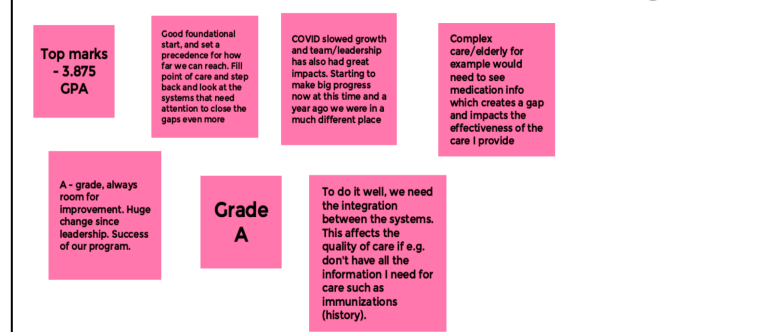 Top marks
- 3.875
GPA
Good foundational
start, and set a
precedence for how
far we can reach. Fill
point of care and step
back and look at the
systems that need
attention to close the
gaps even more
COVID slowed growth
and team/leadership
has also had great
impacts. Starting to
make big progress
now at this time and a
year ago we were in a
much different place
Complex
care/elderly for
example would
need to see
medication info
which creates a gap
and impacts the
effectiveness of the
care I provide
A - grade, always
room for
improvement. Huge
change since
leadership. Success
of our program.
Grade
A
To do it well, we need
the integration
between the systems.
This affects the
quality of care if e.g.
don't have all the
information I need for
care such as
immunizations
(history).